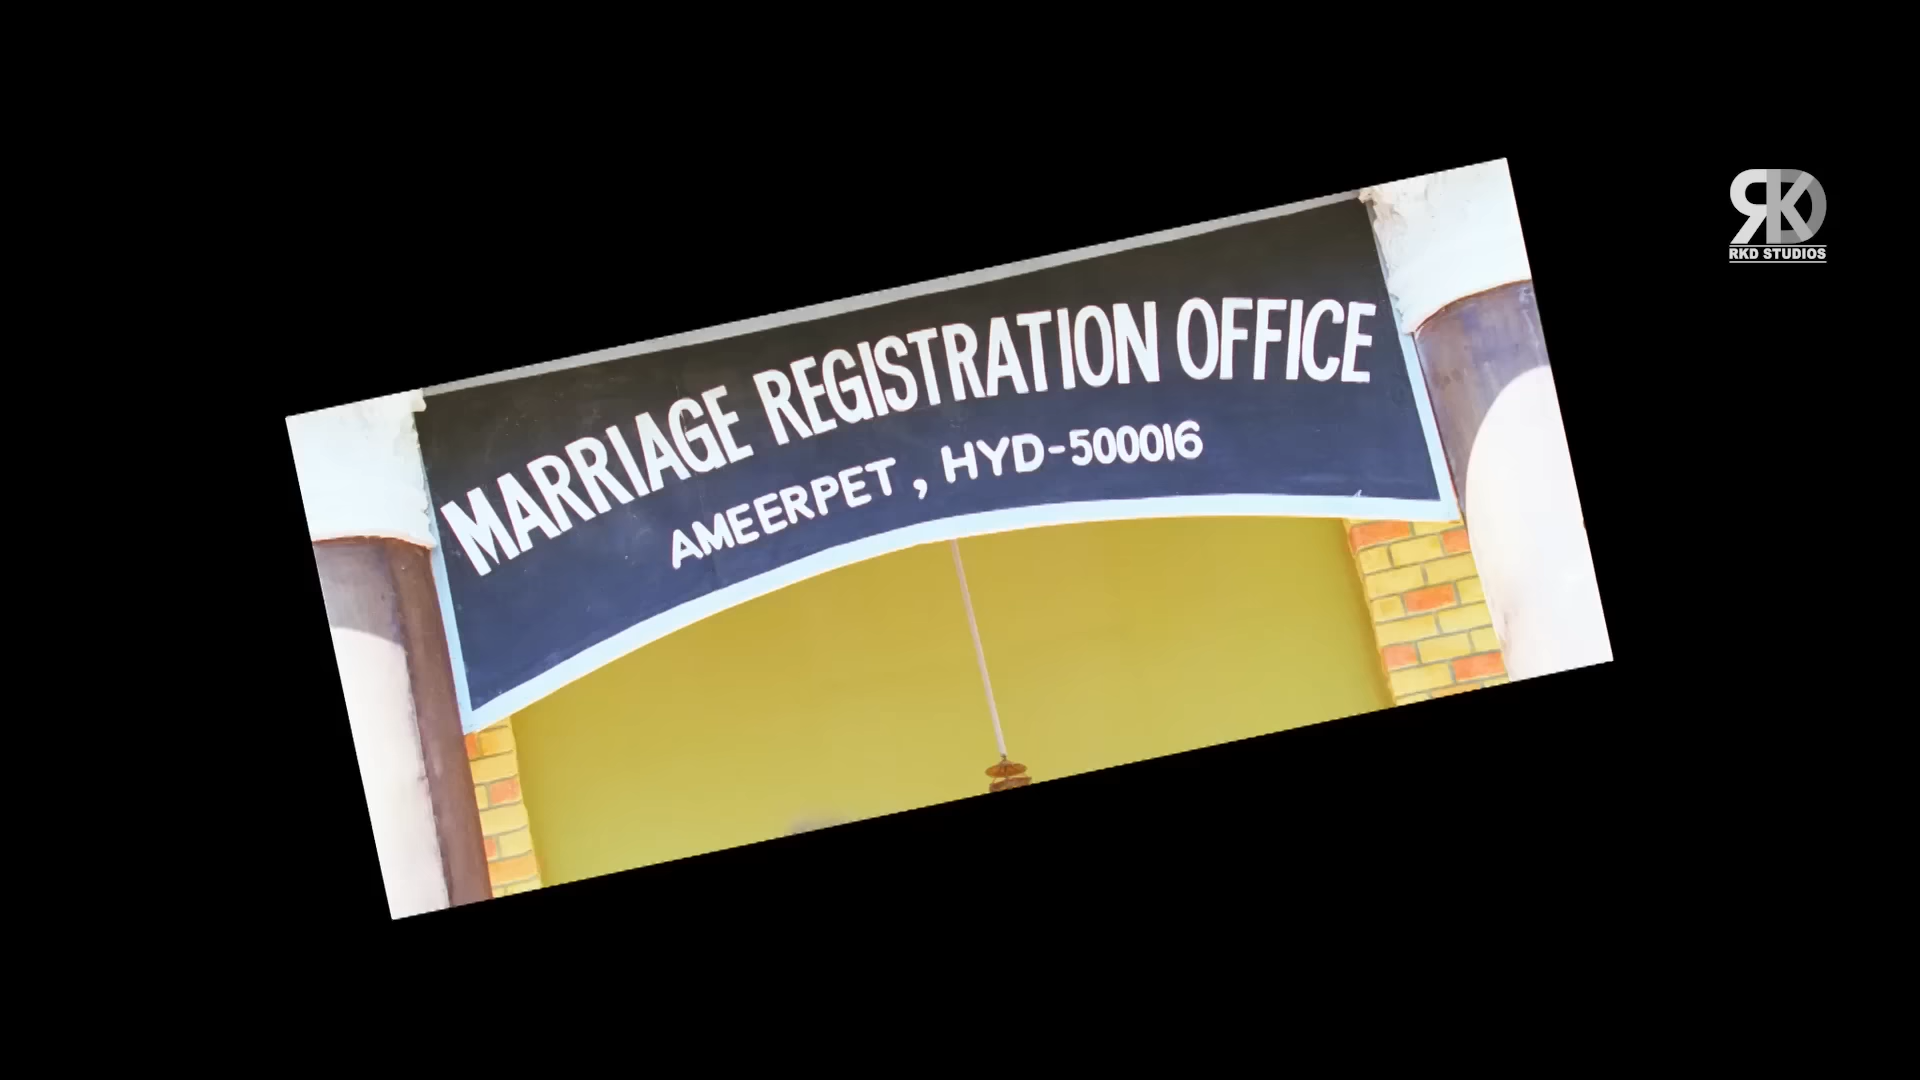 MARRIAGE REGISTRATION OFFICE
AMEERPET, HYD-500016
RKD
RKD STUDIOS